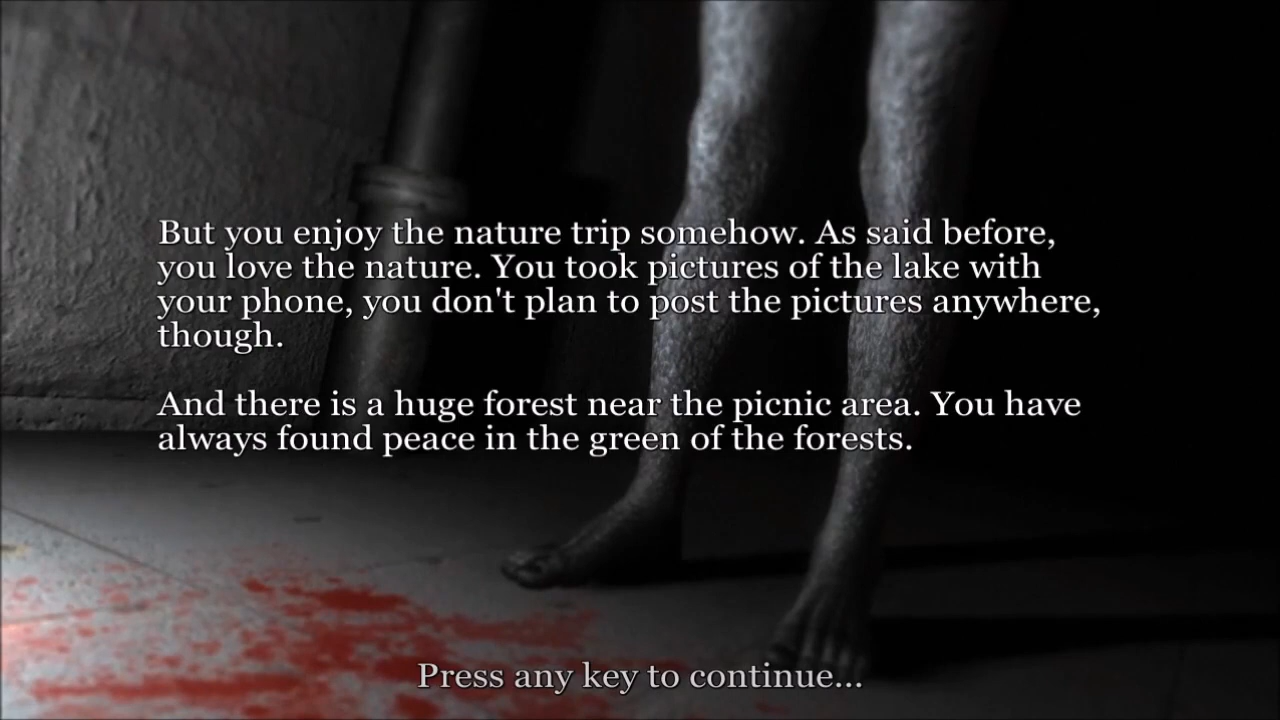 But you enjoy the nature trip somehow. As said before,
you love the nature. You took pictures of the lake with
your phone, you don't plan to post the pictures anywhere,
though.
And there is a huge forest near the picnic area. You have
always found peace in the green of the forests.
Press any key to continue...